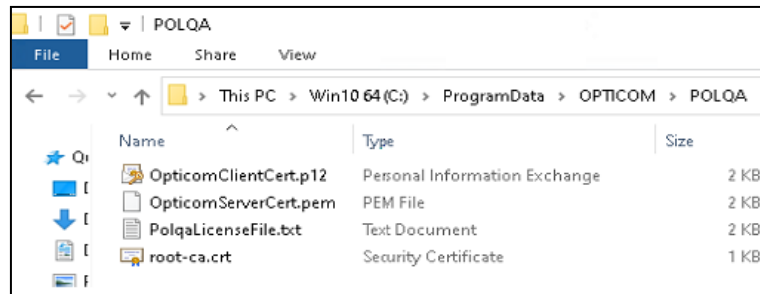 POLQA
File Home Share View
This PC > Win10 64 (C:) > ProgramData > OPTICOM > POLQA
Name Type Size
OpticomClientCert.p12 Personal Information Exchange 2 KB
OpticomServerCert.pem PEM File 2 KB
PolqaLicenseFile.txt Text Document 2 KB
root-ca.crt Security Certificate 1 KB